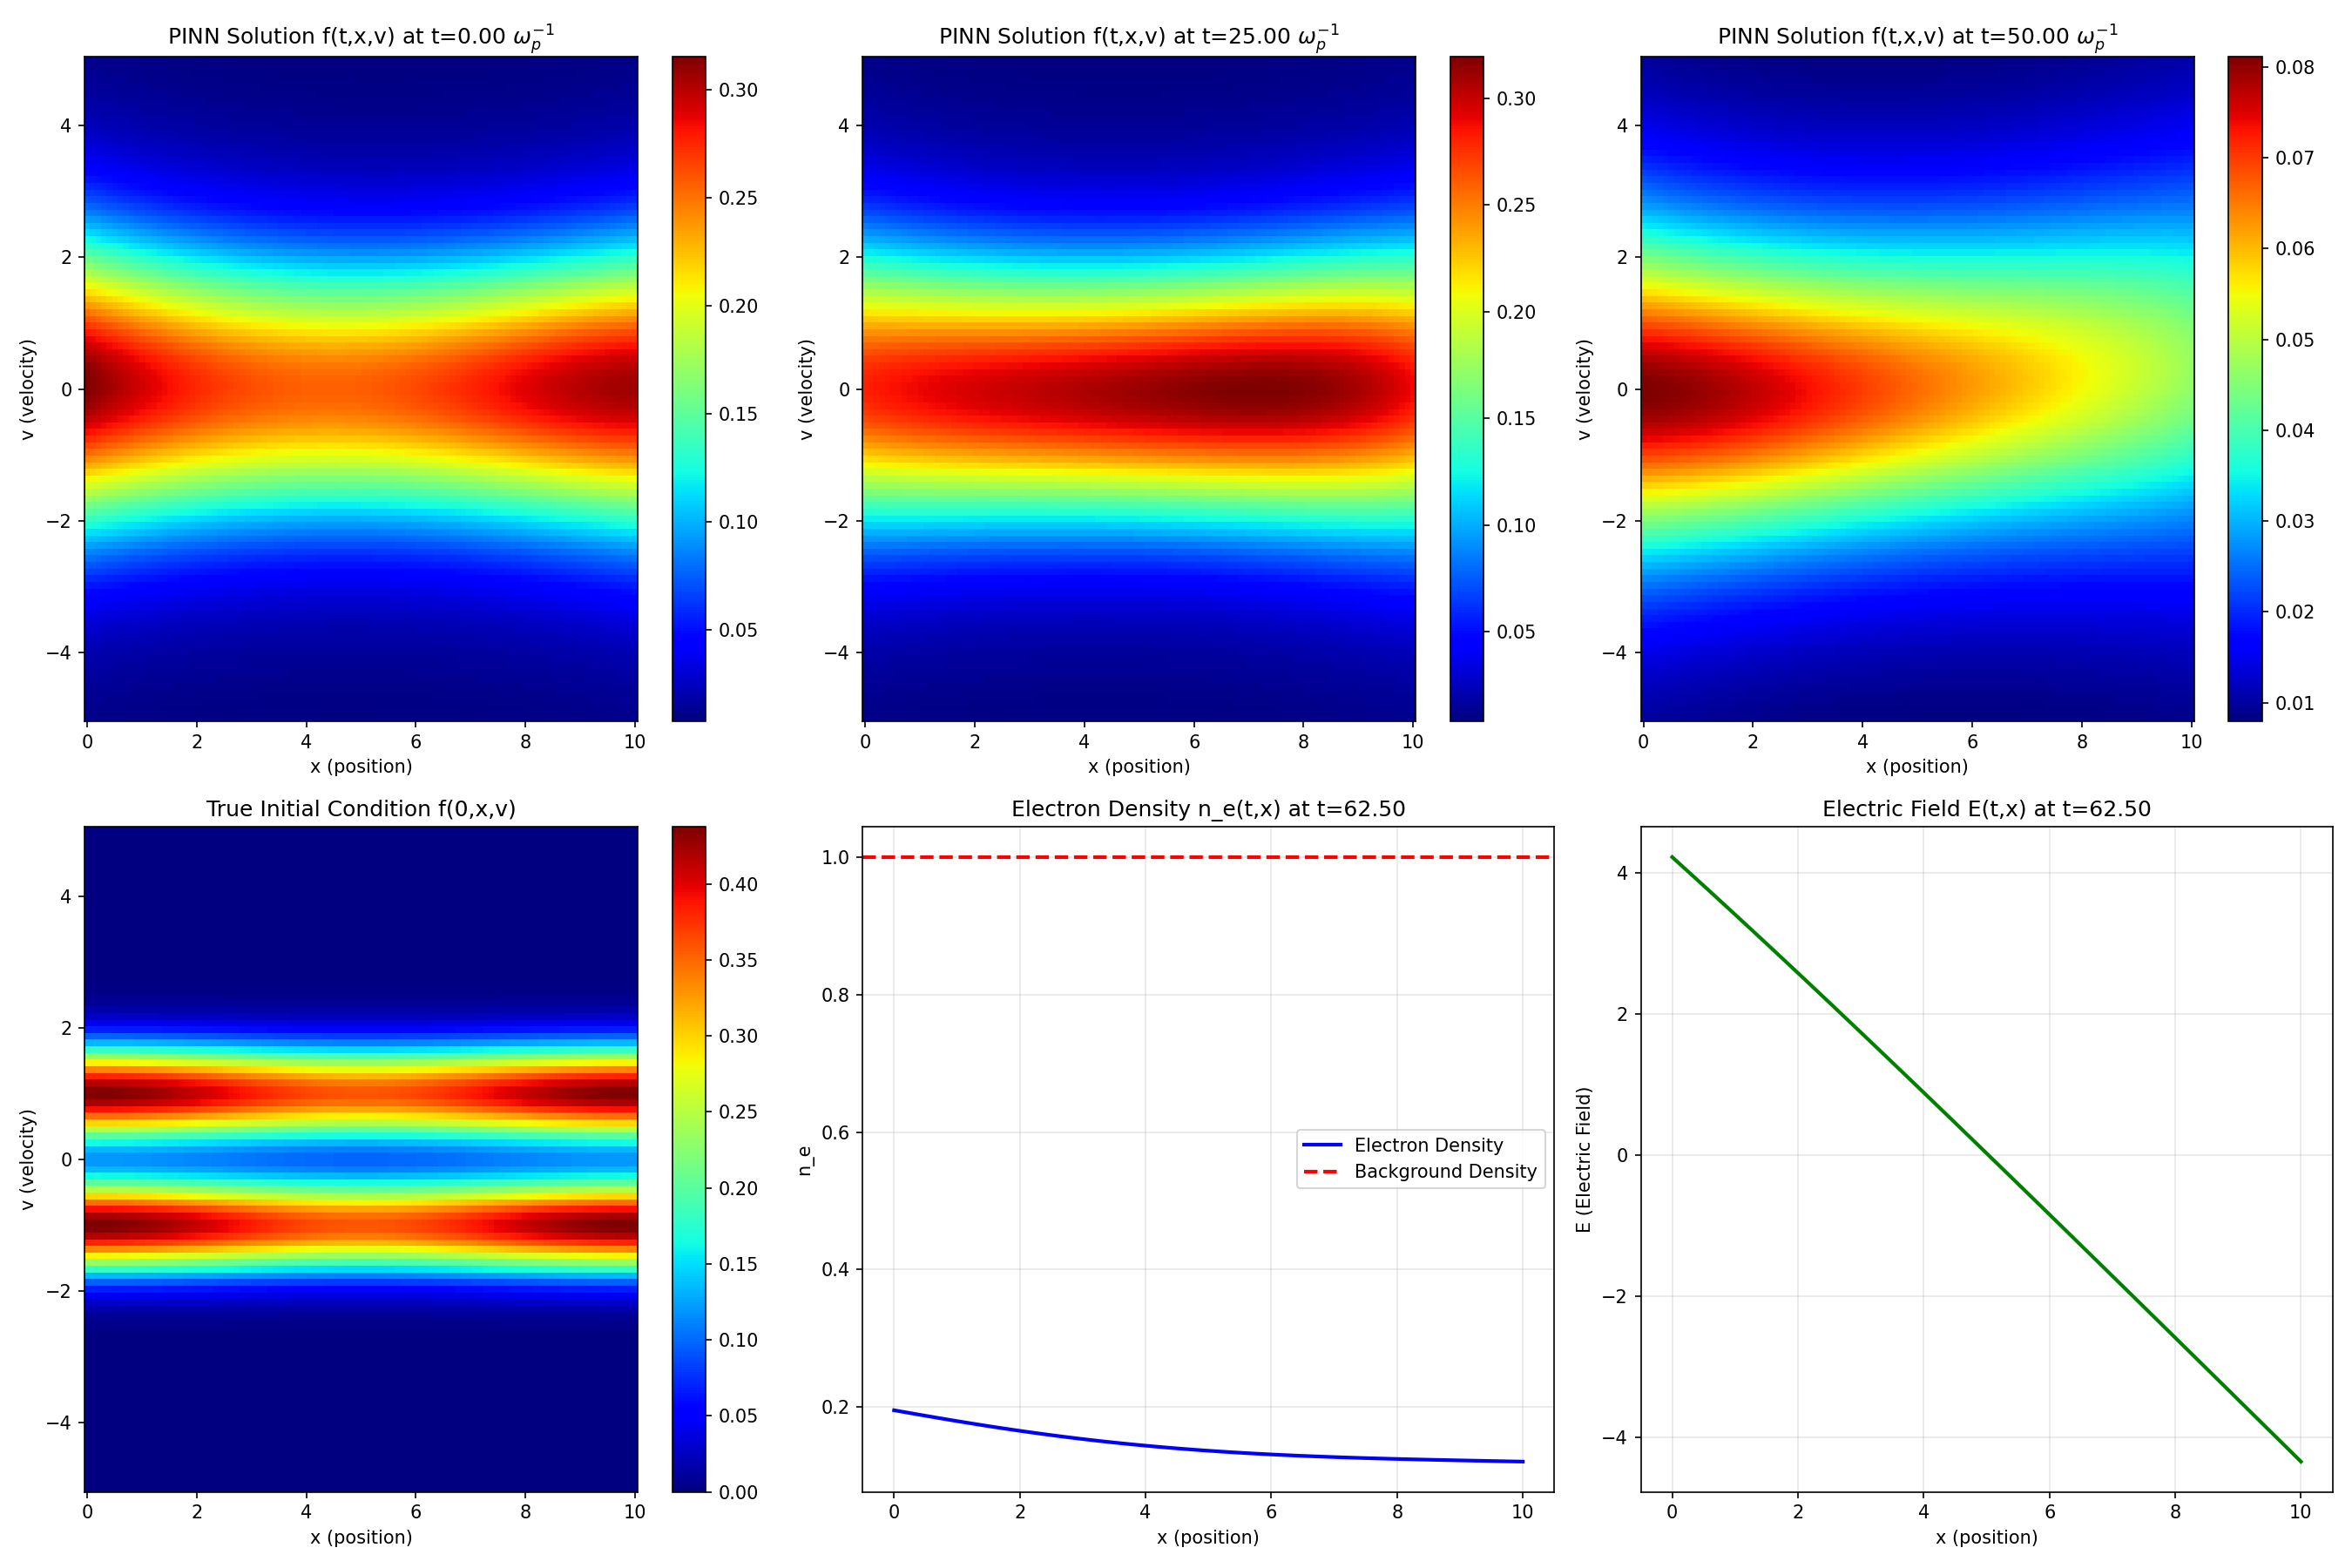 PINN Solution f(t,x,v) at t=0.00 $\omega_p^{-1}$
v (velocity)
4
2
0
−2
−4
0 2 4 6 8 10
x (position)
0.30
0.25
0.20
0.15
0.10
0.05
PINN Solution f(t,x,v) at t=25.00 $\omega_p^{-1}$
v (velocity)
4
2
0
−2
−4
0 2 4 6 8 10
x (position)
0.30
0.25
0.20
0.15
0.10
0.05
PINN Solution f(t,x,v) at t=50.00 $\omega_p^{-1}$
v (velocity)
4
2
0
−2
−4
0 2 4 6 8 10
x (position)
0.08
0.07
0.06
0.05
0.04
0.03
0.02
0.01
True Initial Condition f(0,x,v)
v (velocity)
4
2
0
−2
−4
0 2 4 6 8 10
x (position)
0.40
0.35
0.30
0.25
0.20
0.15
0.10
0.05
0.00
Electron Density n_e(t,x) at t=62.50
n_e
1.0
0.8
0.6
0.4
0.2
Electron Density
Background Density
0 2 4 6 8 10
x (position)
Electric Field E(t,x) at t=62.50
E (Electric Field)
4
2
0
−2
−4
0 2 4 6 8 10
x (position)